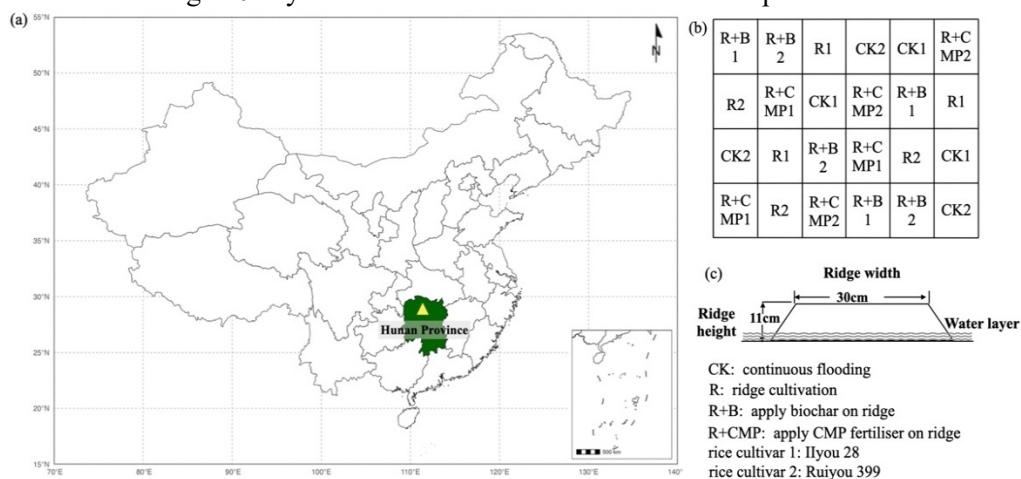 (a)
55°N
50°N
45°N
40°N
35°N
30°N
25°N
20°N
15°N
70°E
80°E
90°E
100°E
110°E
120°E
130°E
140°
N
Hunan Province
500 km
(b)
R+B 1 R+B 2 R1 CK2 CK1 R+C MP2
R2 R+C MP1 CK1 R+C MP2 R+B 1 R1
CK2 R1 R+B 2 R+C MP1 R2 CK1
R+C MP1 R2 R+C MP2 R+B 1 R+B 2 CK2
(c)
Ridge width
30cm
Ridge height
11cm
Water layer
CK: continuous flooding
R: ridge cultivation
R+B: apply biochar on ridge
R+CMP: apply CMP fertiliser on ridge
rice cultivar 1: IIyou 28
rice cultivar 2: Ruiyou 399